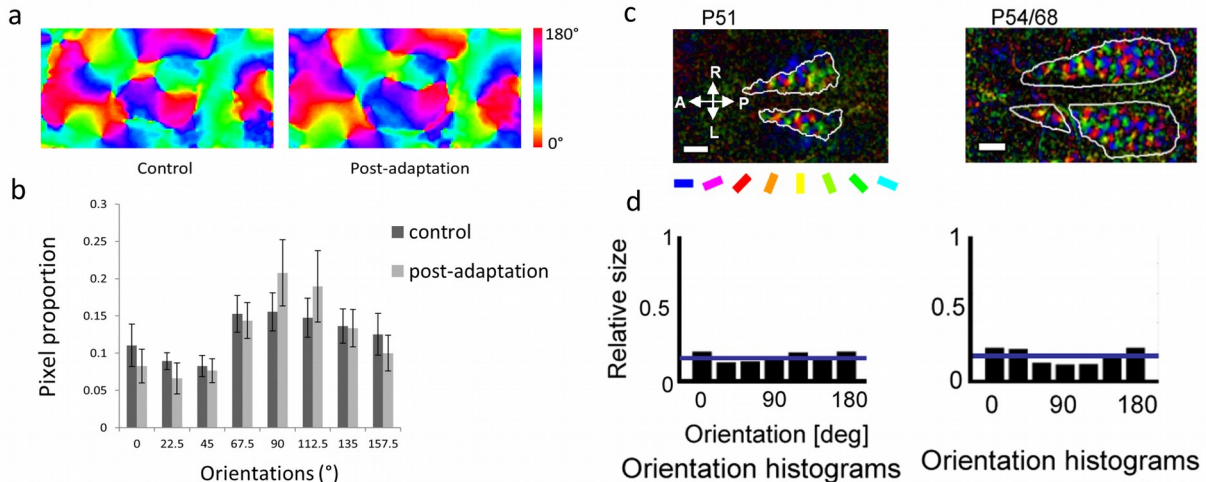 a
180°
0°
Control
Post-adaptation
b
Pixel proportion
0.3
0.25
0.2
0.15
0.1
0.05
0
control
post-adaptation
0 22.5 45 67.5 90 112.5 135 157.5
Orientations (°)
c
P51
R
A P
L
P54/68
d
Relative size
1
0.5
0
0 90 180
Orientation [deg]
Orientation histograms
1
0.5
0
0 90 180
Orientation histograms